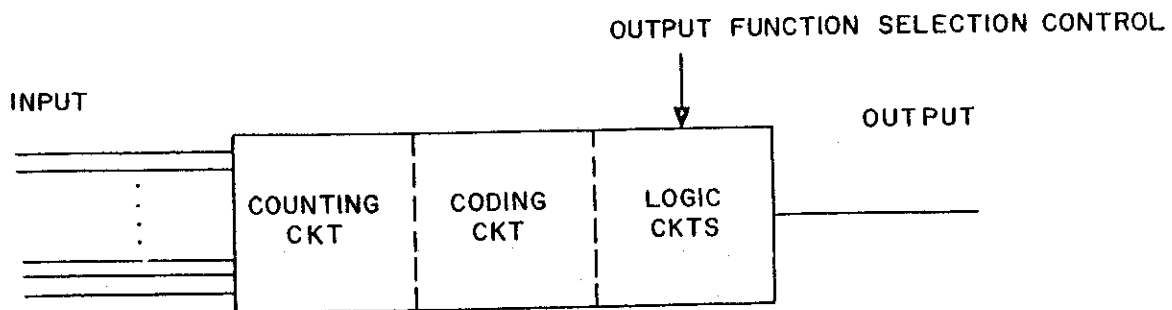 OUTPUT FUNCTION SELECTION CONTROL
INPUT
OUTPUT
COUNTING
CKT
CODING
CKT
LOGIC
CKTS